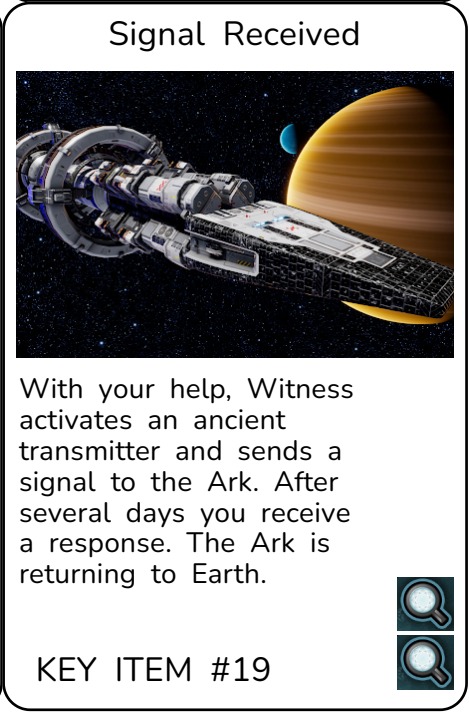 Signal Received
With your help, Witness
activates an ancient
transmitter and sends a
signal to the Ark. After
several days you receive
a response. The Ark is
returning to Earth.
KEY ITEM #19